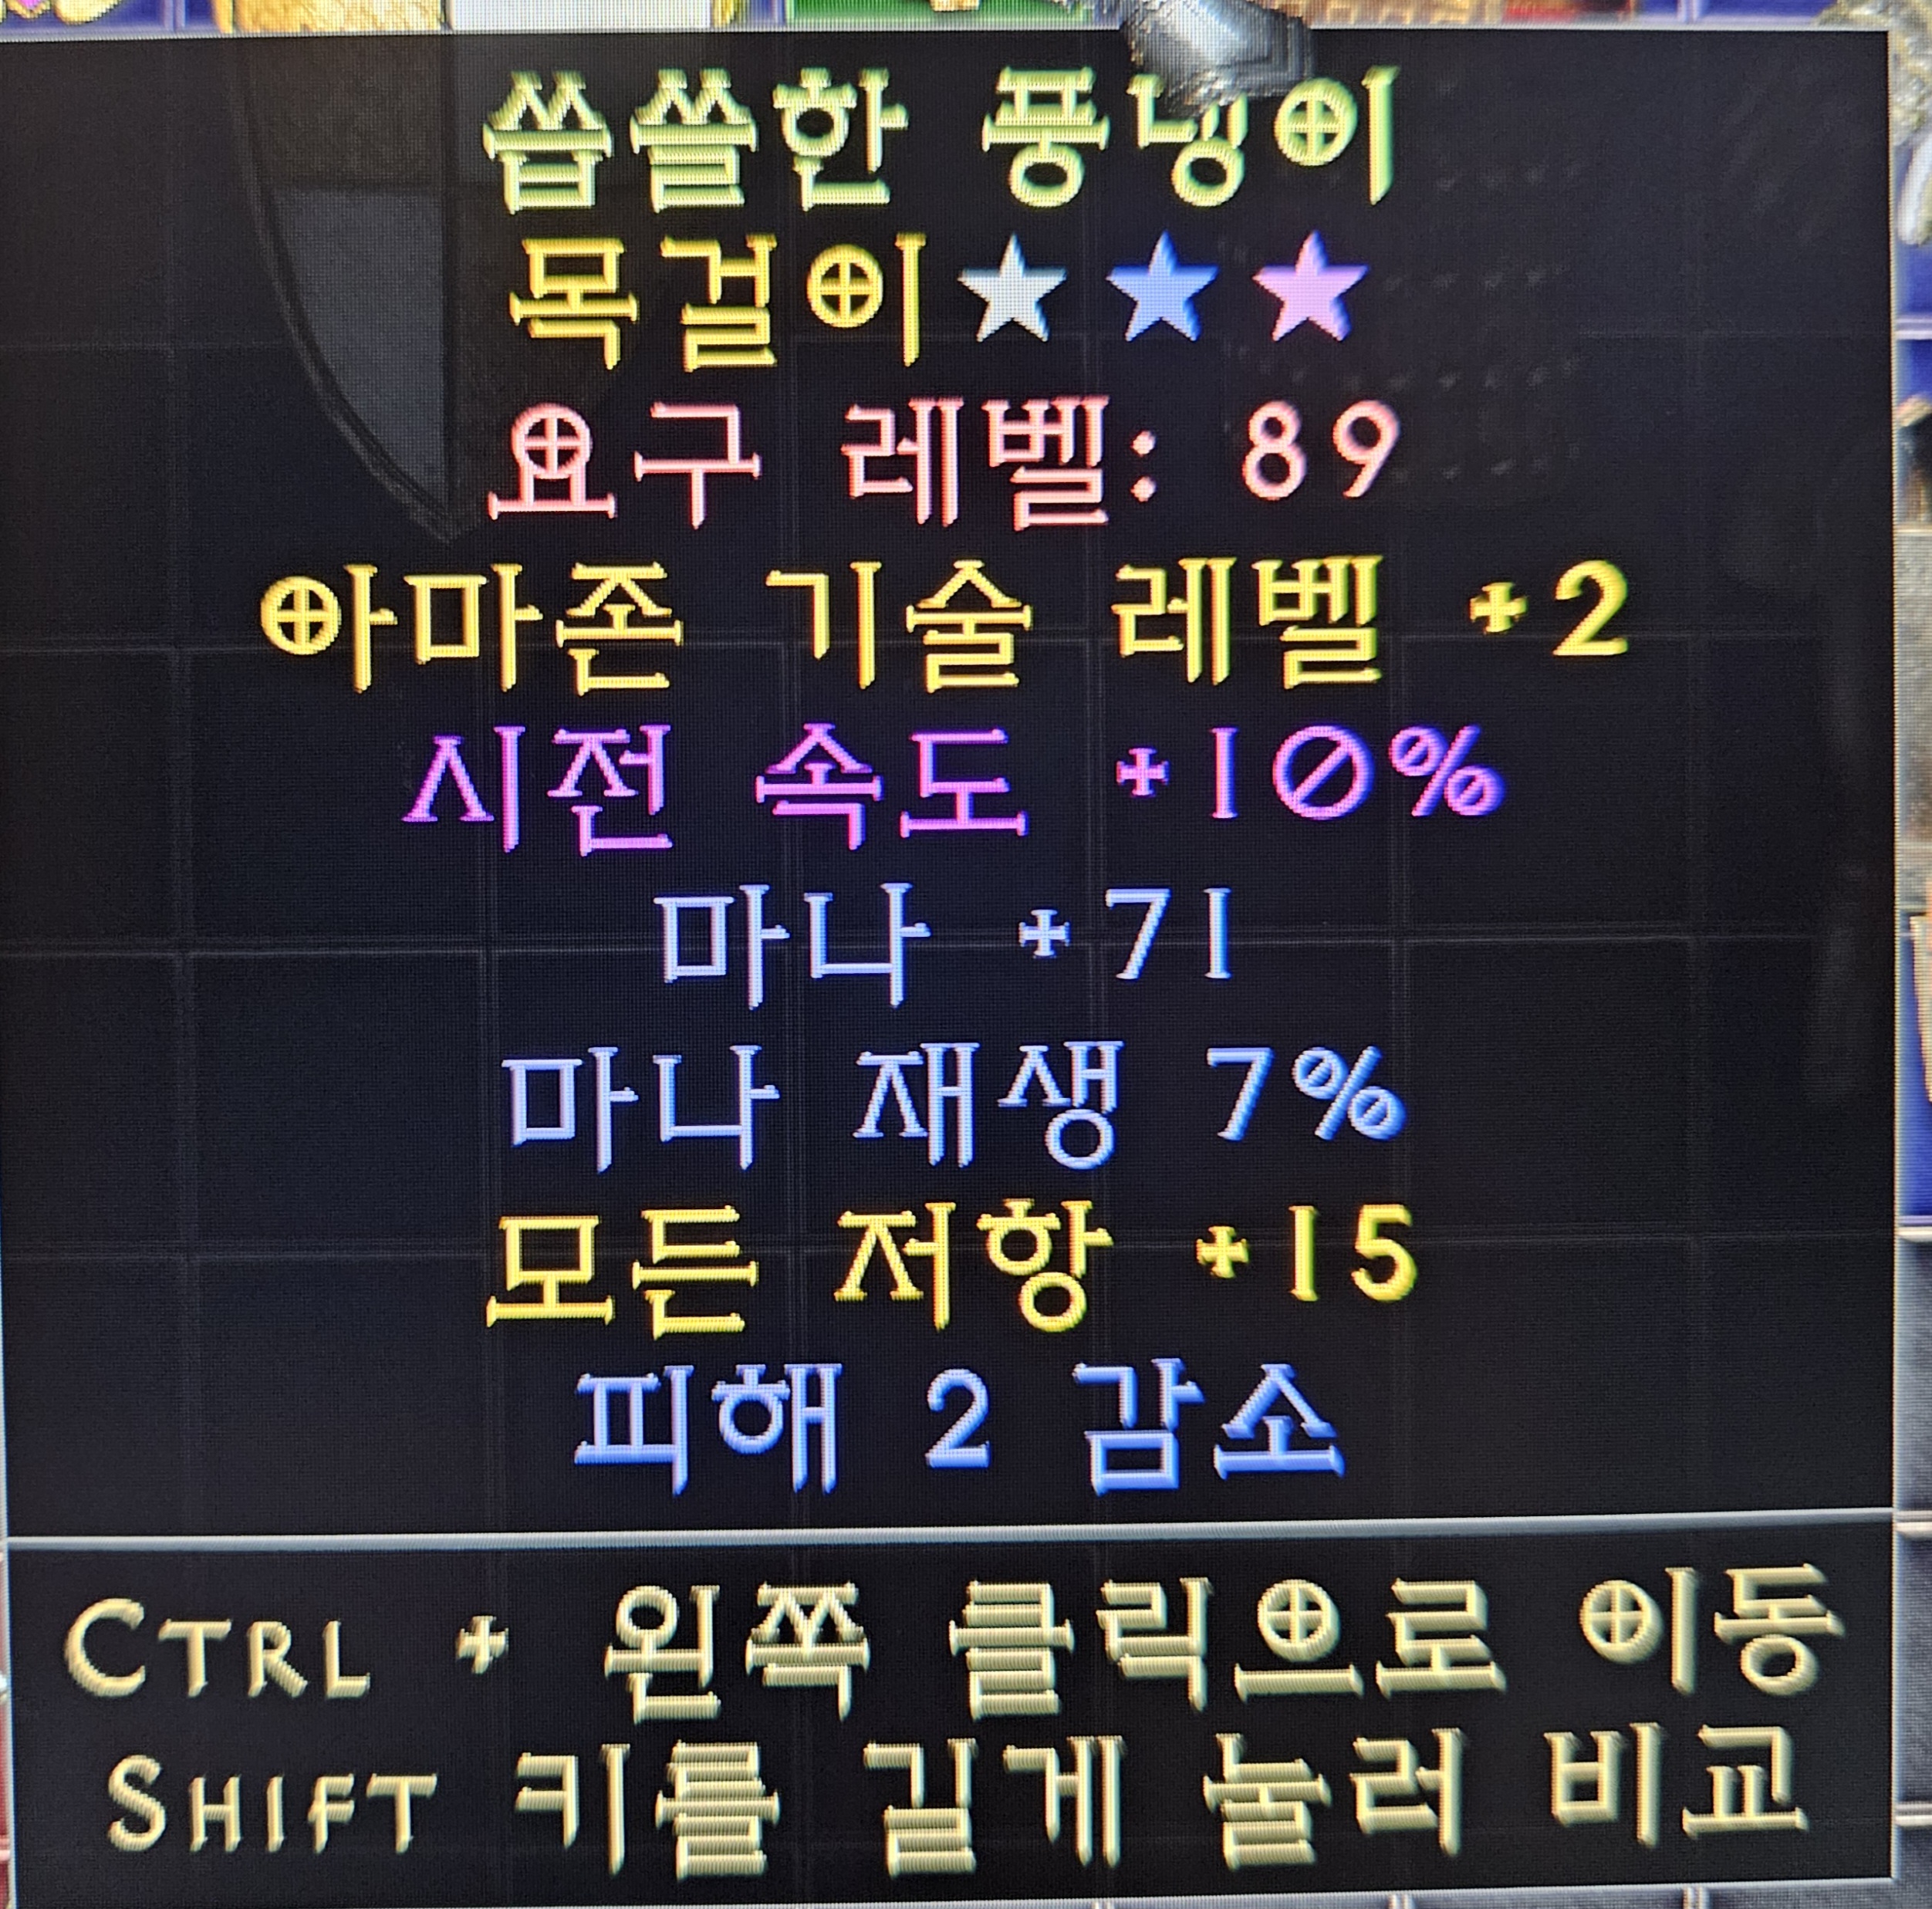 씁쓸한 풍냉이
목걸이★★★
요구 레벨: 89
아마존 기술 레벨 +2
시전 속도 +10%
마나 +71
마나 재생 7%
모든 저항 +15
피해 2 감소
CTRL + 왼쪽 클릭으로 이동
SHIFT 키를 길게 눌러 비교